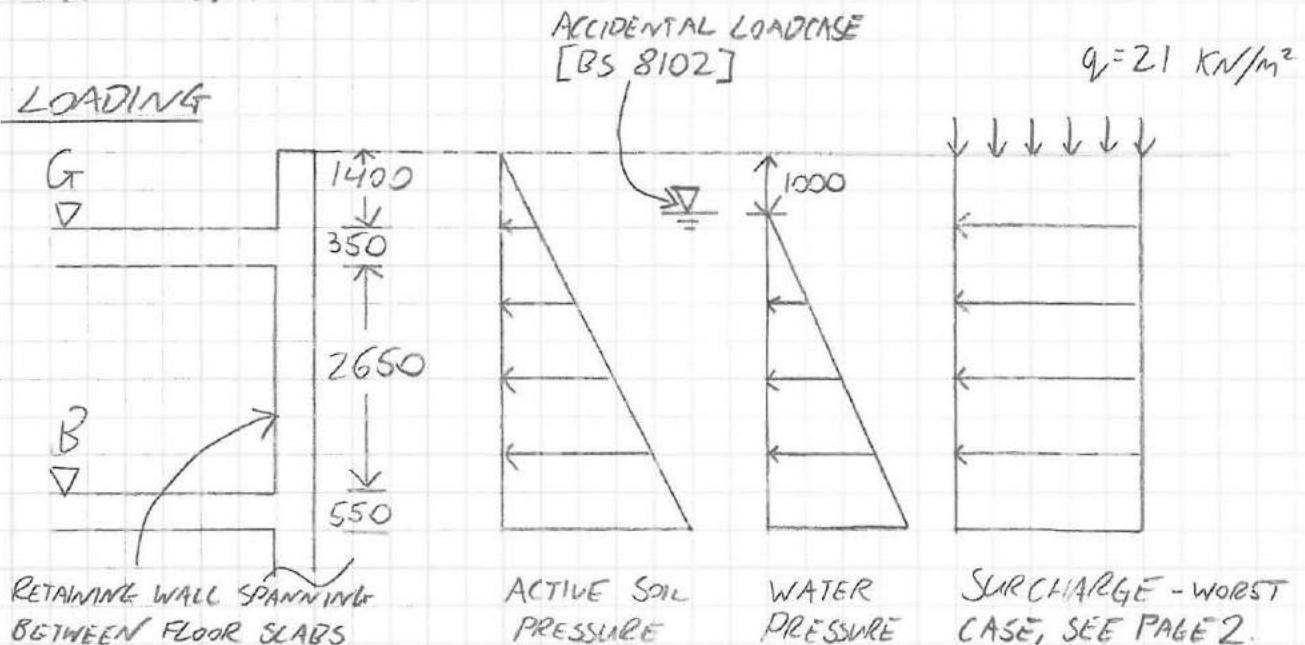 ACCIDENTAL LOADCASE
[BS 8102]
q=21 KN/m²
LOADING
G
1400
350
2650
B
550
1000
RETAINING WALL SPANNING
BETWEEN FLOOR SLABS
ACTIVE SOIL
PRESSURE
WATER
PRESSURE
SURCHARGE - WORST
CASE, SEE PAGE 2.